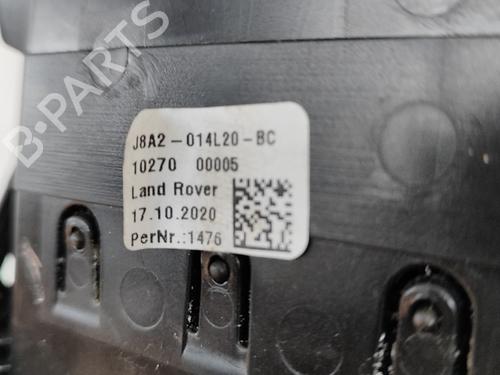 B-PARTS
J8A2-014L20-BC
10270 00005
Land Rover
17.10.2020
PerNr.:1476